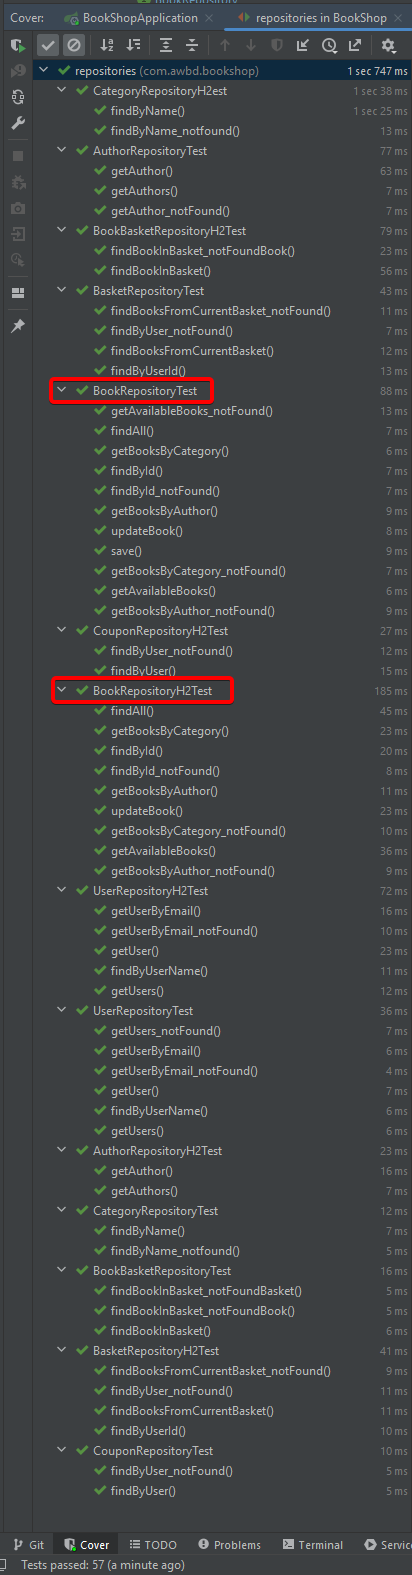 Cover: BookShopApplication × repositories in BookShop ×
repositories (com.awbd.bookshop) 1 sec 747 ms
CategoryRepositoryH2est 1 sec 38 ms
findByName() 1 sec 25 ms
findByName_notfound() 13 ms
AuthorRepositoryTest 77 ms
getAuthor() 63 ms
getAuthors() 7 ms
getAuthor_notFound() 7 ms
BookBasketRepositoryH2Test 79 ms
findBookInBasket_notFoundBook() 23 ms
findBookInBasket() 56 ms
BasketRepositoryTest 43 ms
findBooksFromCurrentBasket_notFound() 11 ms
findByUser_notFound() 7 ms
findBooksFromCurrentBasket() 12 ms
findByUserId() 13 ms
BookRepositoryTest 88 ms
getAvailableBooks_notFound() 13 ms
findAll() 7 ms
getBooksByCategory() 6 ms
findById() 7 ms
findById_notFound() 7 ms
getBooksByAuthor() 9 ms
updateBook() 8 ms
save() 9 ms
getBooksByCategory_notFound() 7 ms
getAvailableBooks() 6 ms
getBooksByAuthor_notFound() 9 ms
CouponRepositoryH2Test 27 ms
findByUser_notFound() 12 ms
findByUser() 15 ms
BookRepositoryH2Test 185 ms
findAll() 45 ms
getBooksByCategory() 23 ms
findById() 20 ms
findById_notFound() 8 ms
getBooksByAuthor() 11 ms
updateBook() 23 ms
getBooksByCategory_notFound() 10 ms
getAvailableBooks() 36 ms
getBooksByAuthor_notFound() 9 ms
UserRepositoryH2Test 72 ms
getUserByEmail() 16 ms
getUserByEmail_notFound() 10 ms
getUser() 23 ms
findByUserName() 11 ms
getUsers() 12 ms
UserRepositoryTest 36 ms
getUsers_notFound() 7 ms
getUserByEmail() 6 ms
getUserByEmail_notFound() 4 ms
getUser() 7 ms
findByUserName() 6 ms
getUsers() 6 ms
AuthorRepositoryH2Test 23 ms
getAuthor() 16 ms
getAuthors() 7 ms
CategoryRepositoryTest 12 ms
findByName() 7 ms
findByName_notfound() 5 ms
BookBasketRepositoryTest 16 ms
findBookInBasket_notFoundBasket() 5 ms
findBookInBasket_notFoundBook() 5 ms
findBookInBasket() 6 ms
BasketRepositoryH2Test 41 ms
findBooksFromCurrentBasket_notFound() 9 ms
findByUser_notFound() 11 ms
findBooksFromCurrentBasket() 11 ms
findByUserId() 10 ms
CouponRepositoryTest 10 ms
findByUser_notFound() 5 ms
findByUser() 5 ms
Git Cover TODO Problems Terminal Servic
Tests passed: 57 (a minute ago)